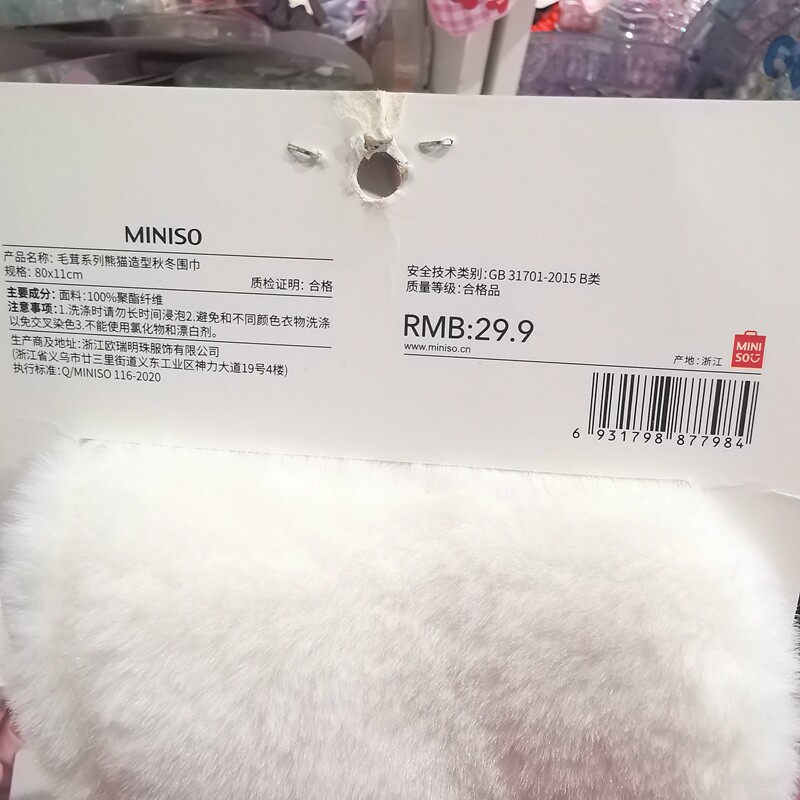 MINISO
产品名称: 毛茸系列熊猫造型秋冬围巾
规格: 80x11cm
质检证明: 合格
主要成分: 面料:100%聚酯纤维
注意事项:1.洗涤时请勿长时间浸泡2.避免和不同颜色衣物洗涤
以免交叉染色3.不能使用氯化物和漂白剂。
生产商及地址: 浙江欧瑞明珠服饰有限公司
(浙江省义乌市廿三里街道义东工业区神力大道19号4楼)
执行标准:Q/MINISO 116-2020
安全技术类别:GB 31701-2015 B类
质量等级:合格品
RMB:29.9
www.miniso.cn
产地: 浙江
MINI
SO
6 931798 877984